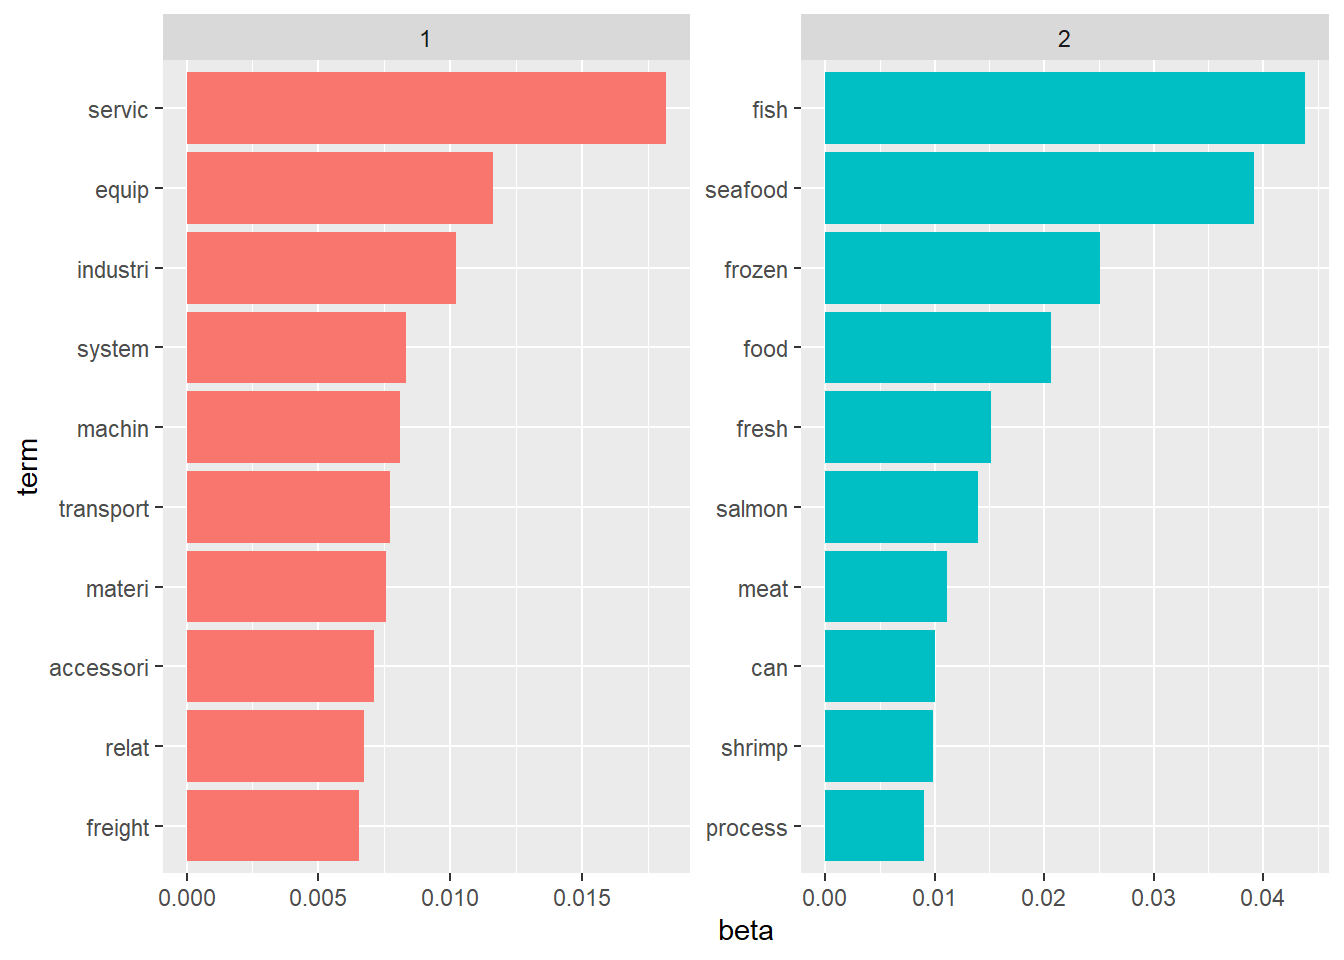 1
2
servic
equip
industri
system
machin
transport
materi
accessori
relat
freight
fish
seafood
frozen
food
fresh
salmon
meat
can
shrimp
process
term
0.000 0.005 0.010 0.015
0.00 0.01 0.02 0.03 0.04
beta